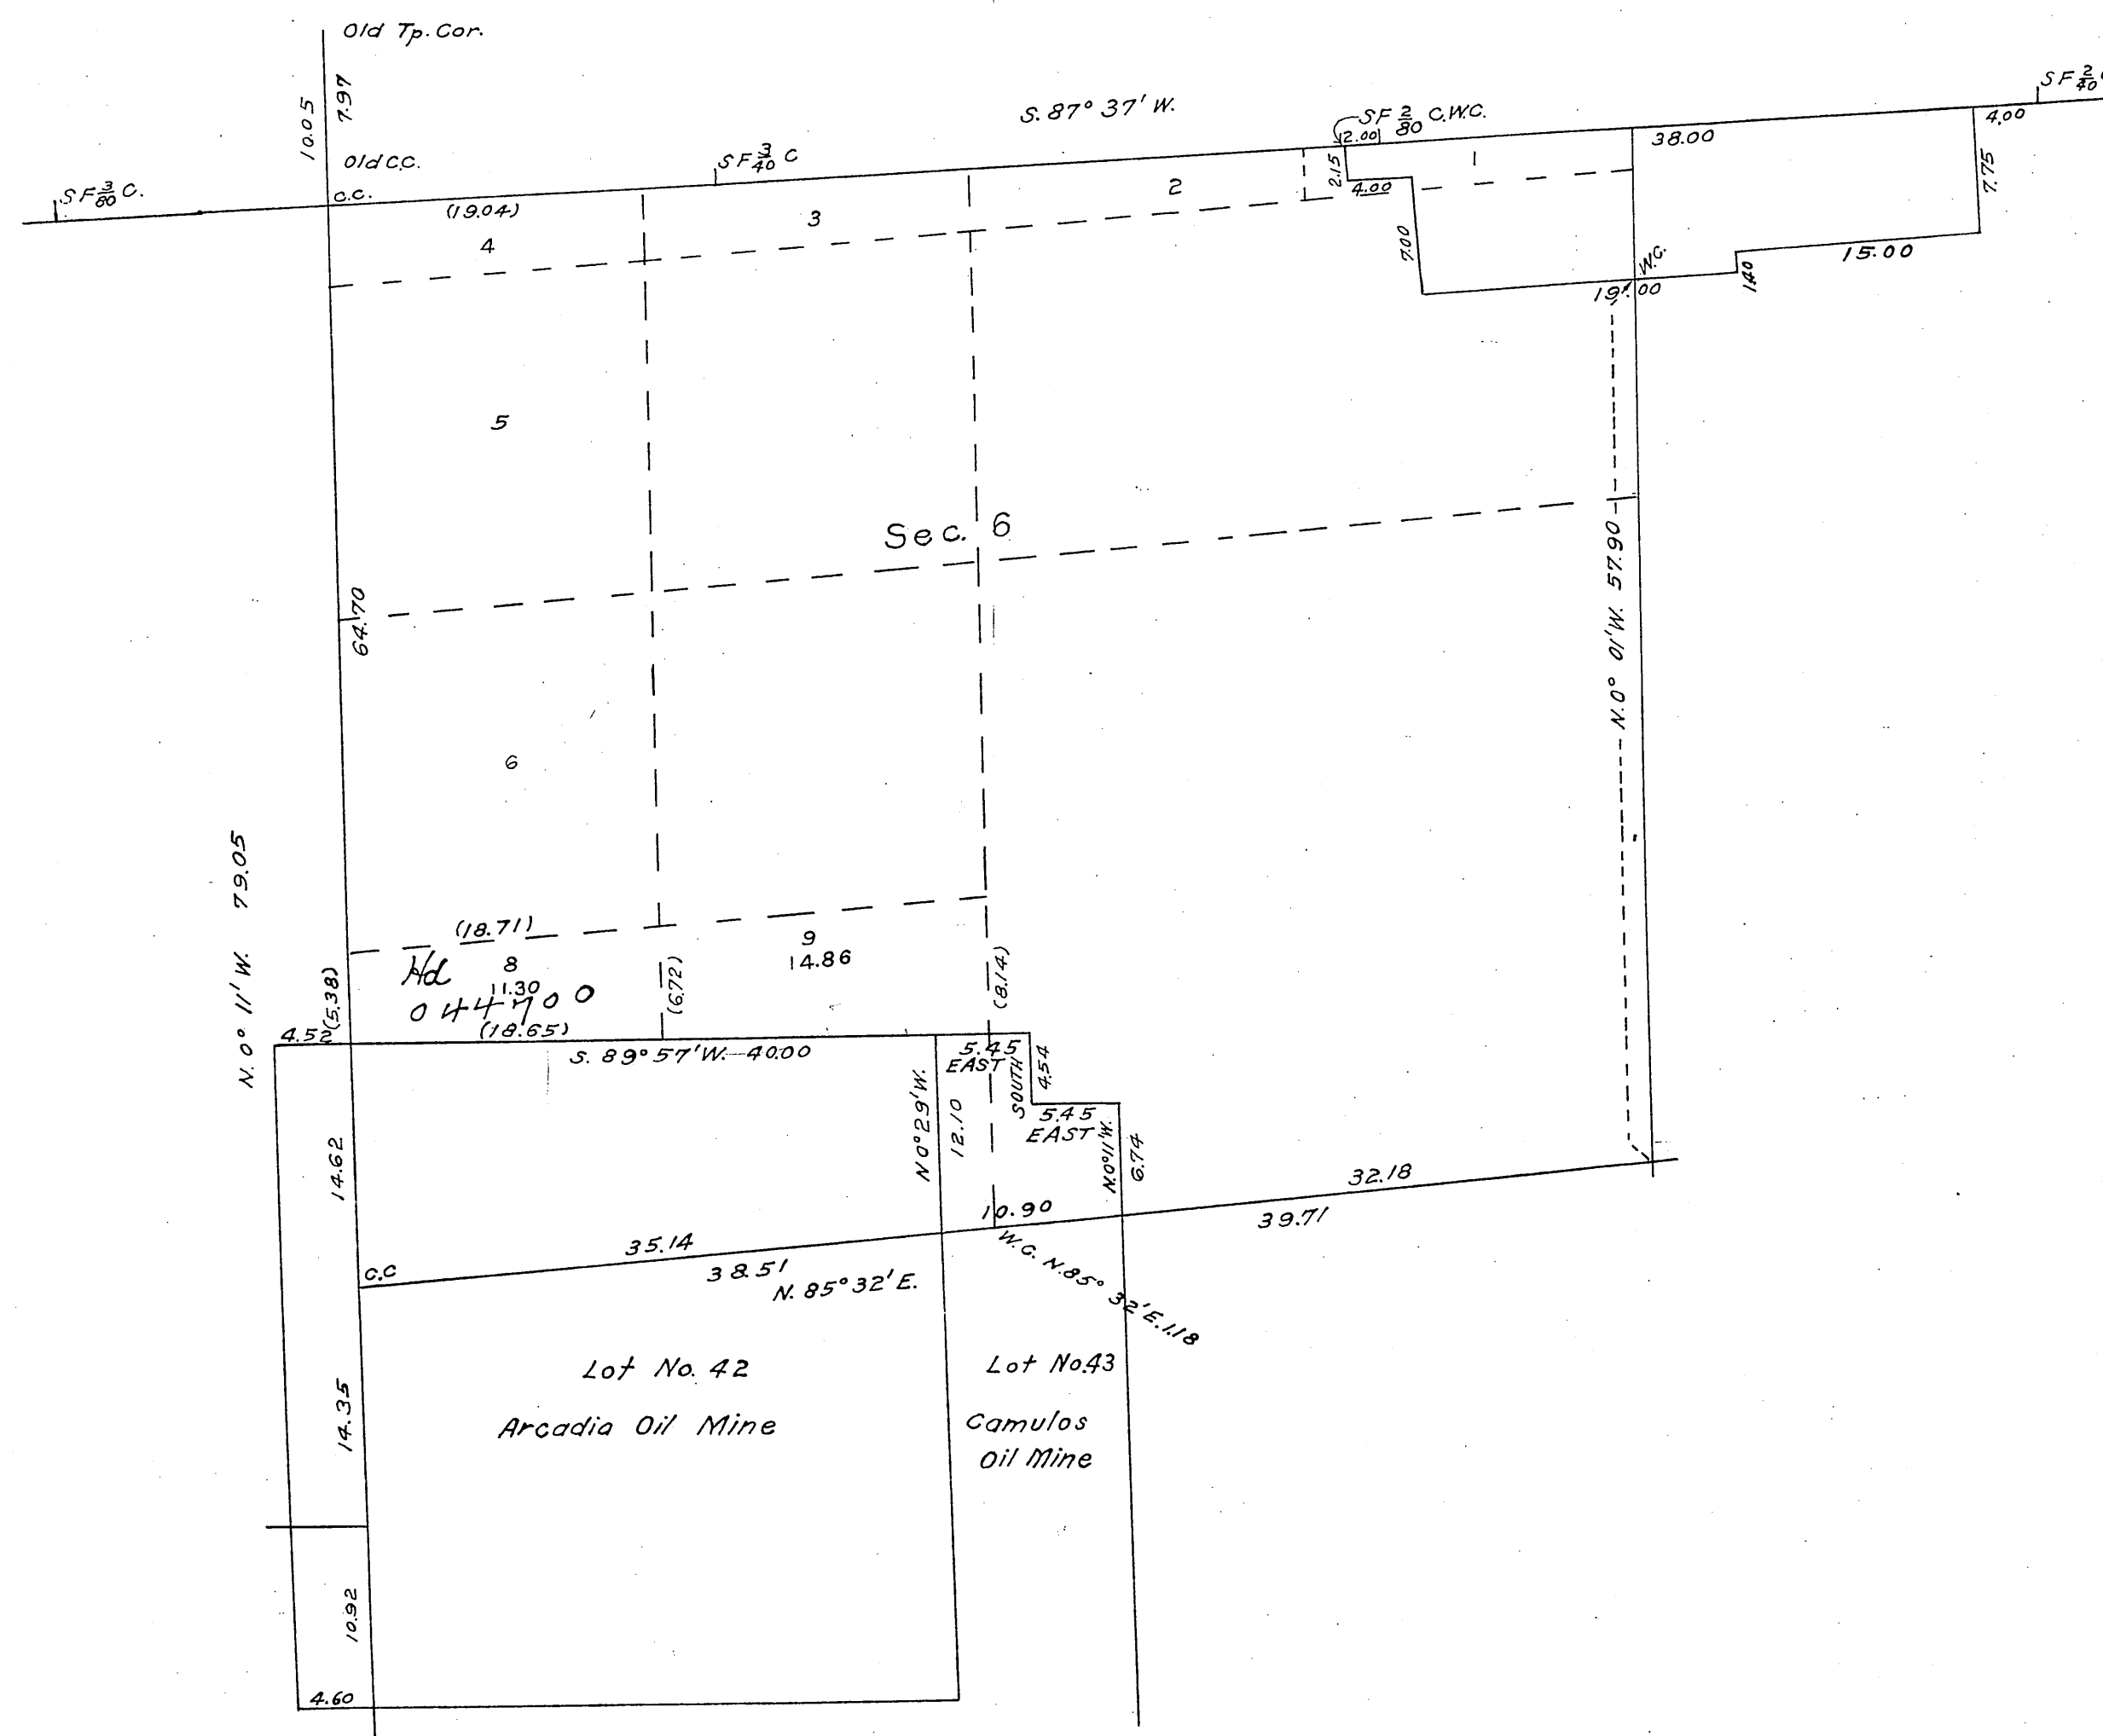 Old Tp. Cor.
10.05
7.97
Old C.C.
C.C.
SF 3/80 C.
(19.04)
SF 3/40 C
S. 87° 37' W.
SF 2/80 C.W.C.
2.00
2.15
4.00
7.00
38.00
4.00
SF 2/40
7.75
15.00
1.40
W.C.
19.00
1
2
3
4
5
Sec. 6
64.70
N. 0° 01' W. 57.90
6
N. 0° 11' W. 79.05
(18.71)
Hd
8
11.30
044700
(18.65)
9
14.86
(5.38)
(6.72)
(8.14)
4.52
S. 89° 57' W. 40.00
5.45
EAST
SOUTH
4.54
5.45
EAST
N 0° 29' W.
12.10
N. 0° 11' W.
6.74
14.62
10.90
32.18
39.71
35.14
38.51
N. 85° 32' E.
C.C
W.C. N. 85° 32' E. 1.18
Lot No. 42
Arcadia Oil Mine
Lot No. 43
Camulos
Oil Mine
14.35
10.92
4.60